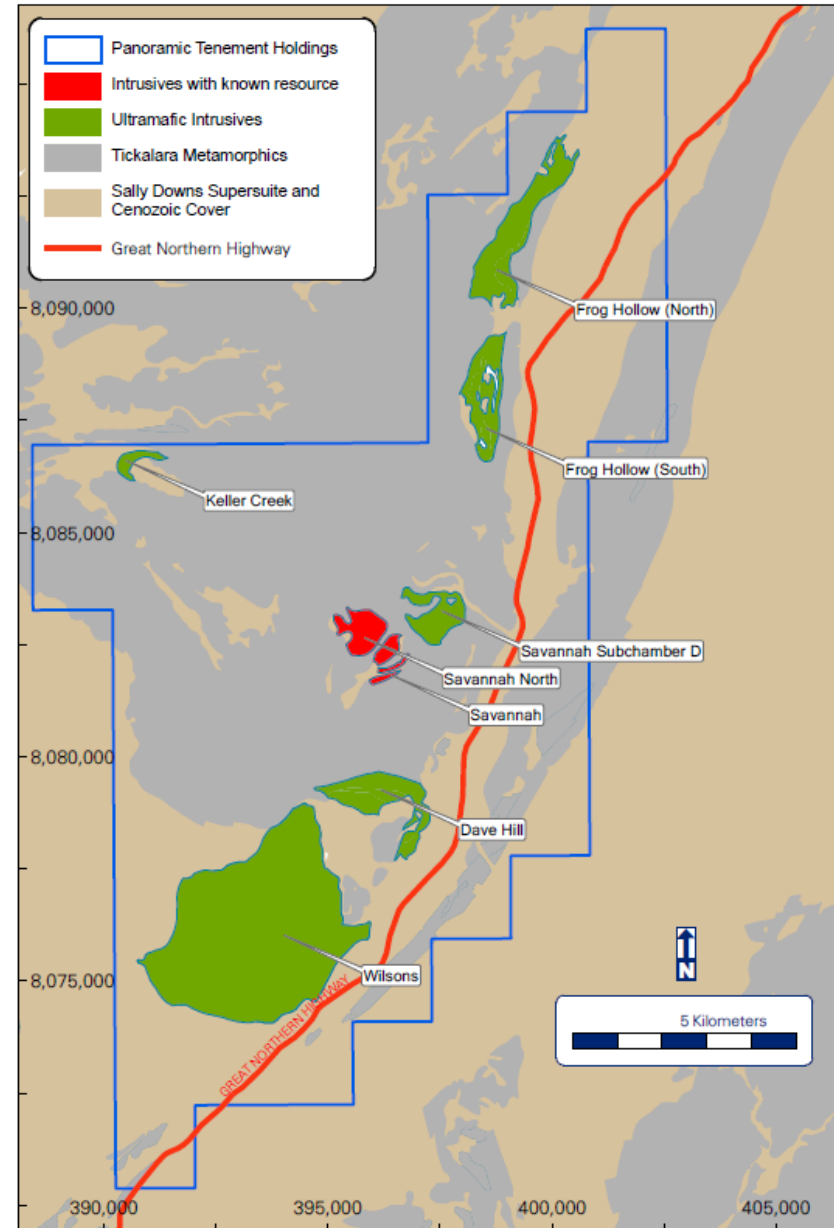 Panoramic Tenement Holdings
Intrusives with known resource
Ultramafic Intrusives
Tickalara Metamorphics
Sally Downs Supersuite and
Cenozoic Cover
Great Northern Highway
8,090,000
Frog Hollow (North)
Frog Hollow (South)
Keller Creek
8,085,000
Savannah Subchamber D
Savannah North
Savannah
8,080,000
Dave Hill
Wilsons
8,075,000
GREAT NORTHERN HIGHWAY
N
5 Kilometers
390,000
395,000
400,000
405,000